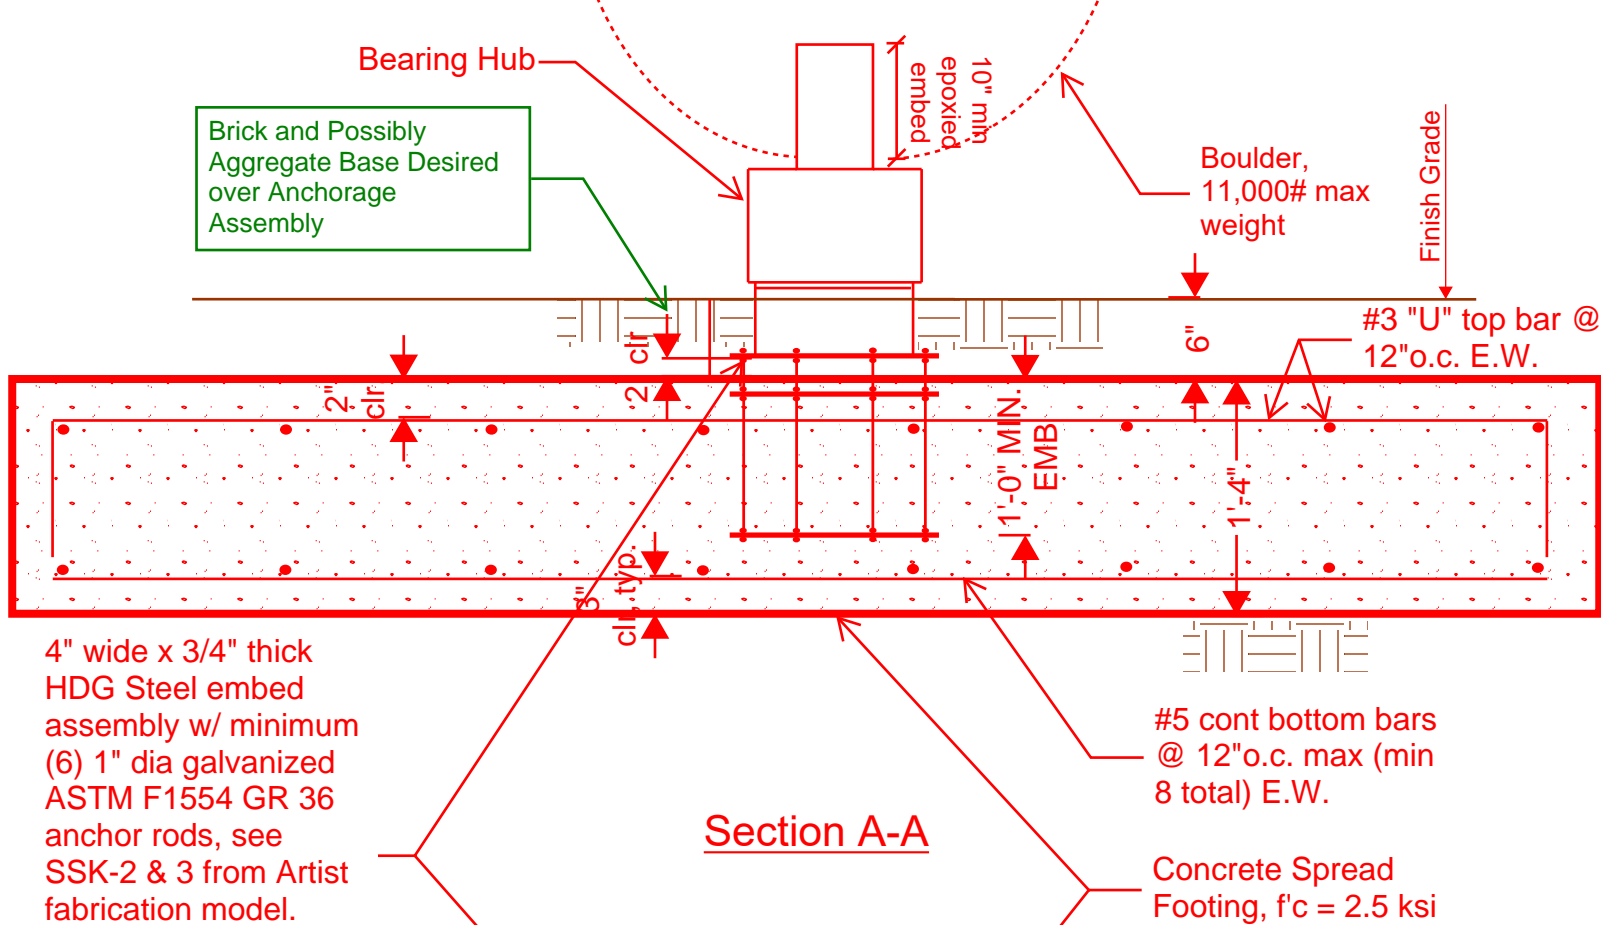 Bearing Hub
10" min
epoxied
embed
Brick and Possibly
Aggregate Base Desired
over Anchorage
Assembly
Boulder,
11,000# max
weight
Finish Grade
6"
#3 "U" top bar @
12"o.c. E.W.
2"
clr
2 clr
1'-0" MIN.
EMB
1'-4"
3"
clr, typ.
4" wide x 3/4" thick
HDG Steel embed
assembly w/ minimum
(6) 1" dia galvanized
ASTM F1554 GR 36
anchor rods, see
SSK-2 & 3 from Artist
fabrication model.
#5 cont bottom bars
@ 12"o.c. max (min
8 total) E.W.
Section A-A
Concrete Spread
Footing, f'c = 2.5 ksi